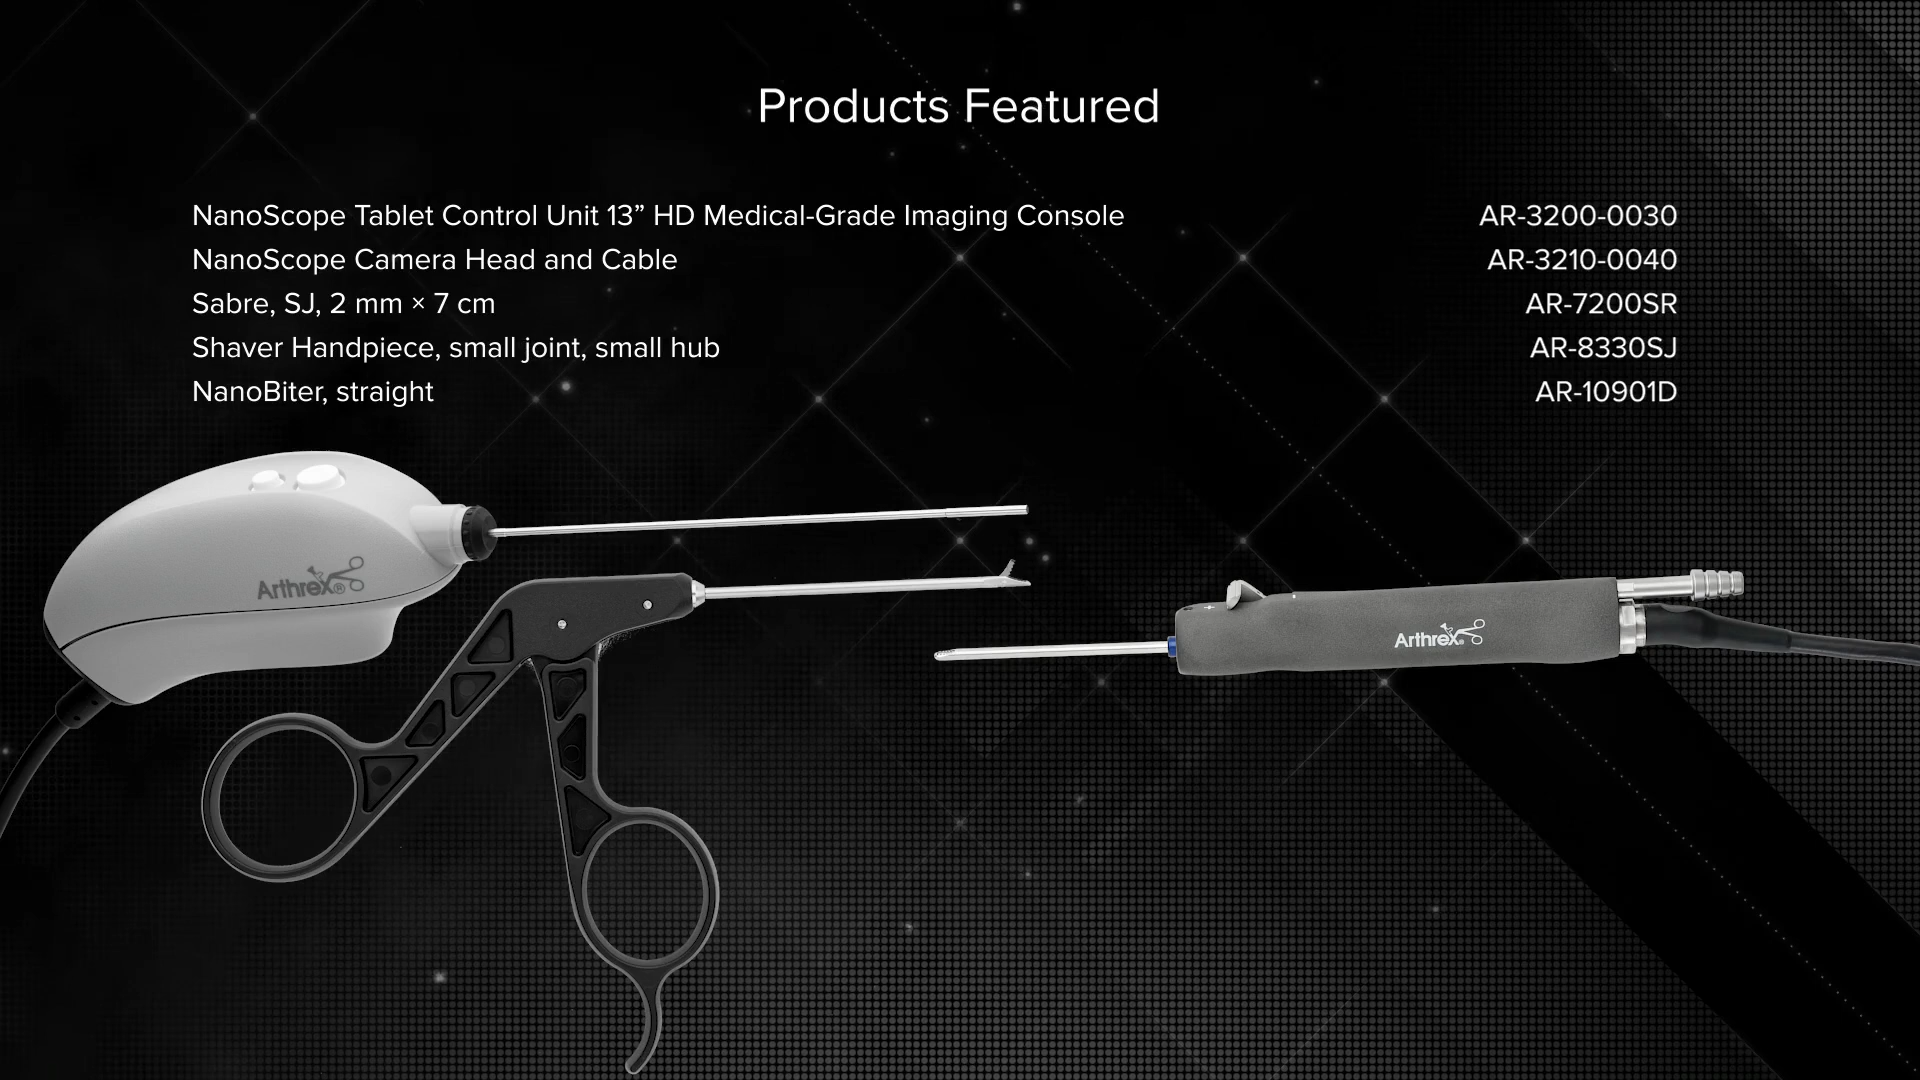 Products Featured
NanoScope Tablet Control Unit 13” HD Medical-Grade Imaging Console AR-3200-0030
NanoScope Camera Head and Cable AR-3210-0040
Sabre, SJ, 2 mm × 7 cm AR-7200SR
Shaver Handpiece, small joint, small hub AR-8330SJ
NanoBiter, straight AR-10901D
Arthrex®
Arthrex®